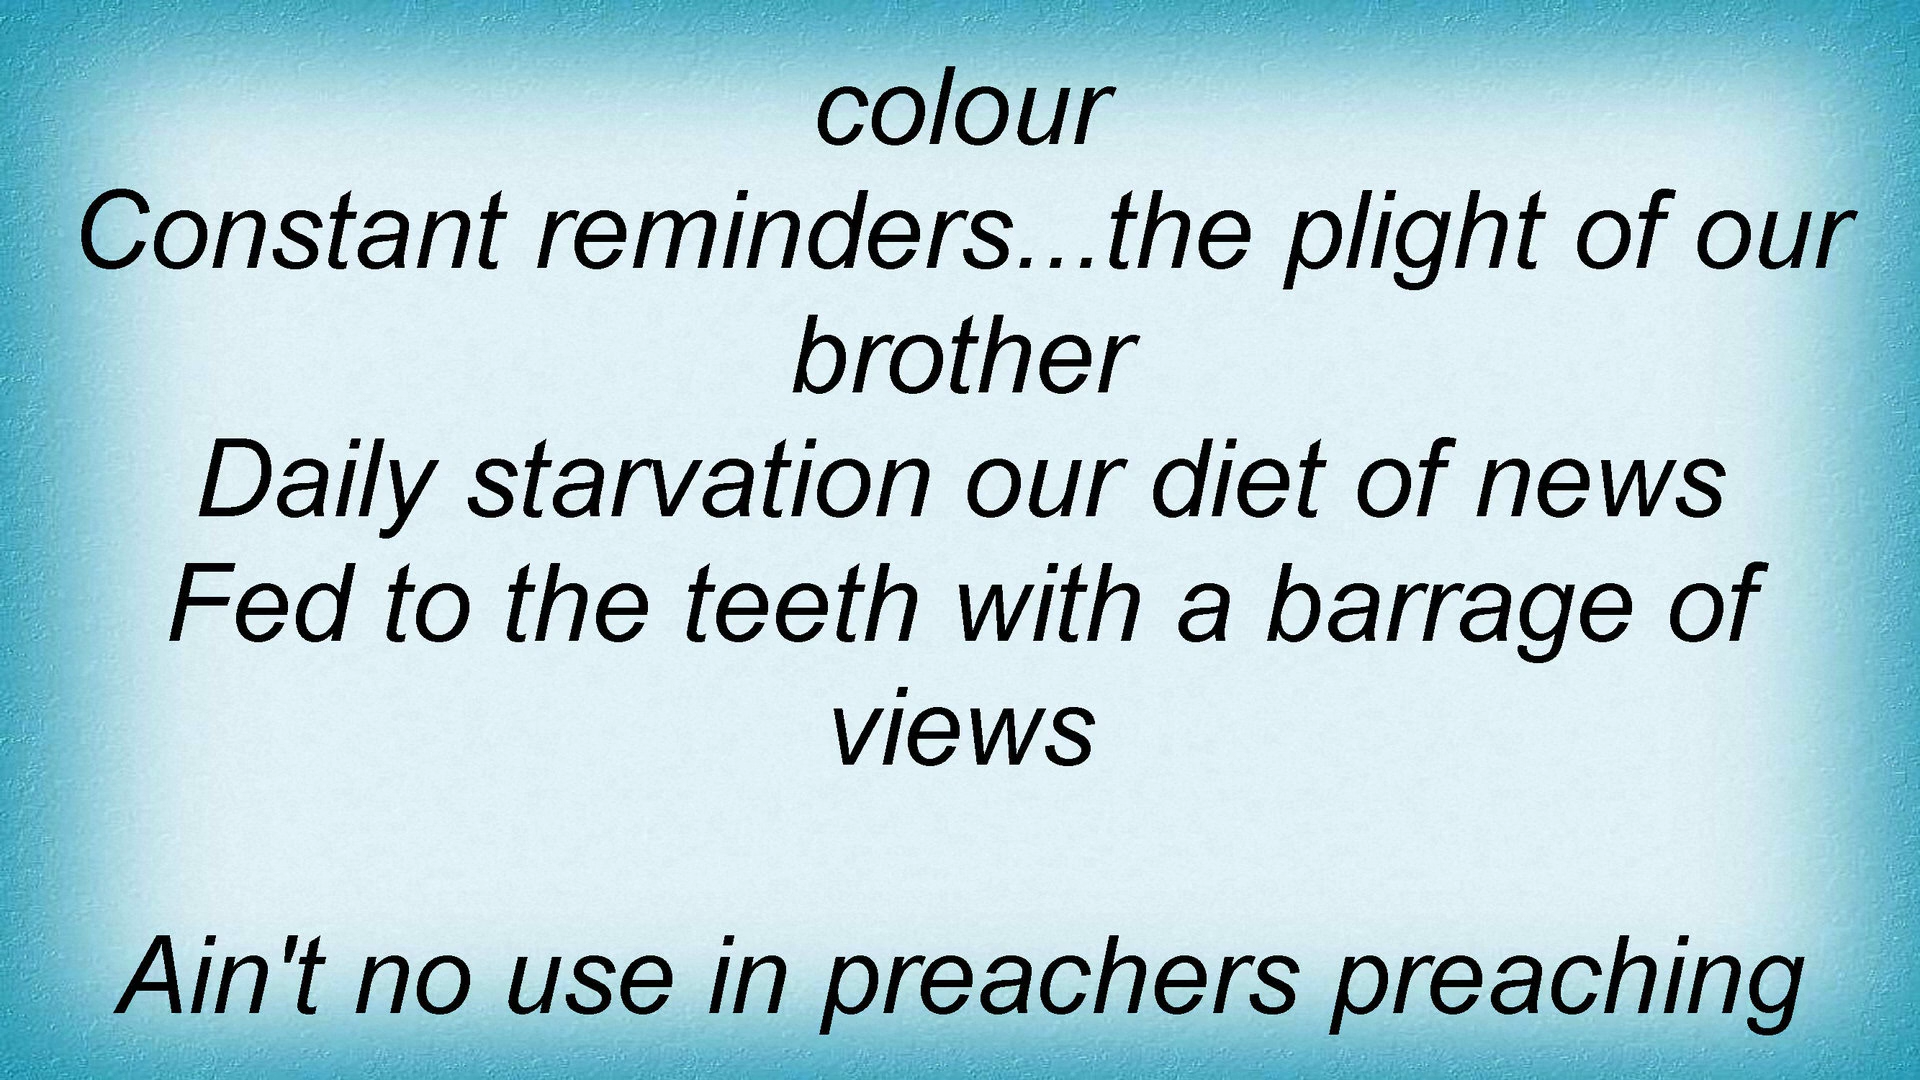 colour
Constant reminders...the plight of our
brother
Daily starvation our diet of news
Fed to the teeth with a barrage of
views
Ain't no use in preachers preaching